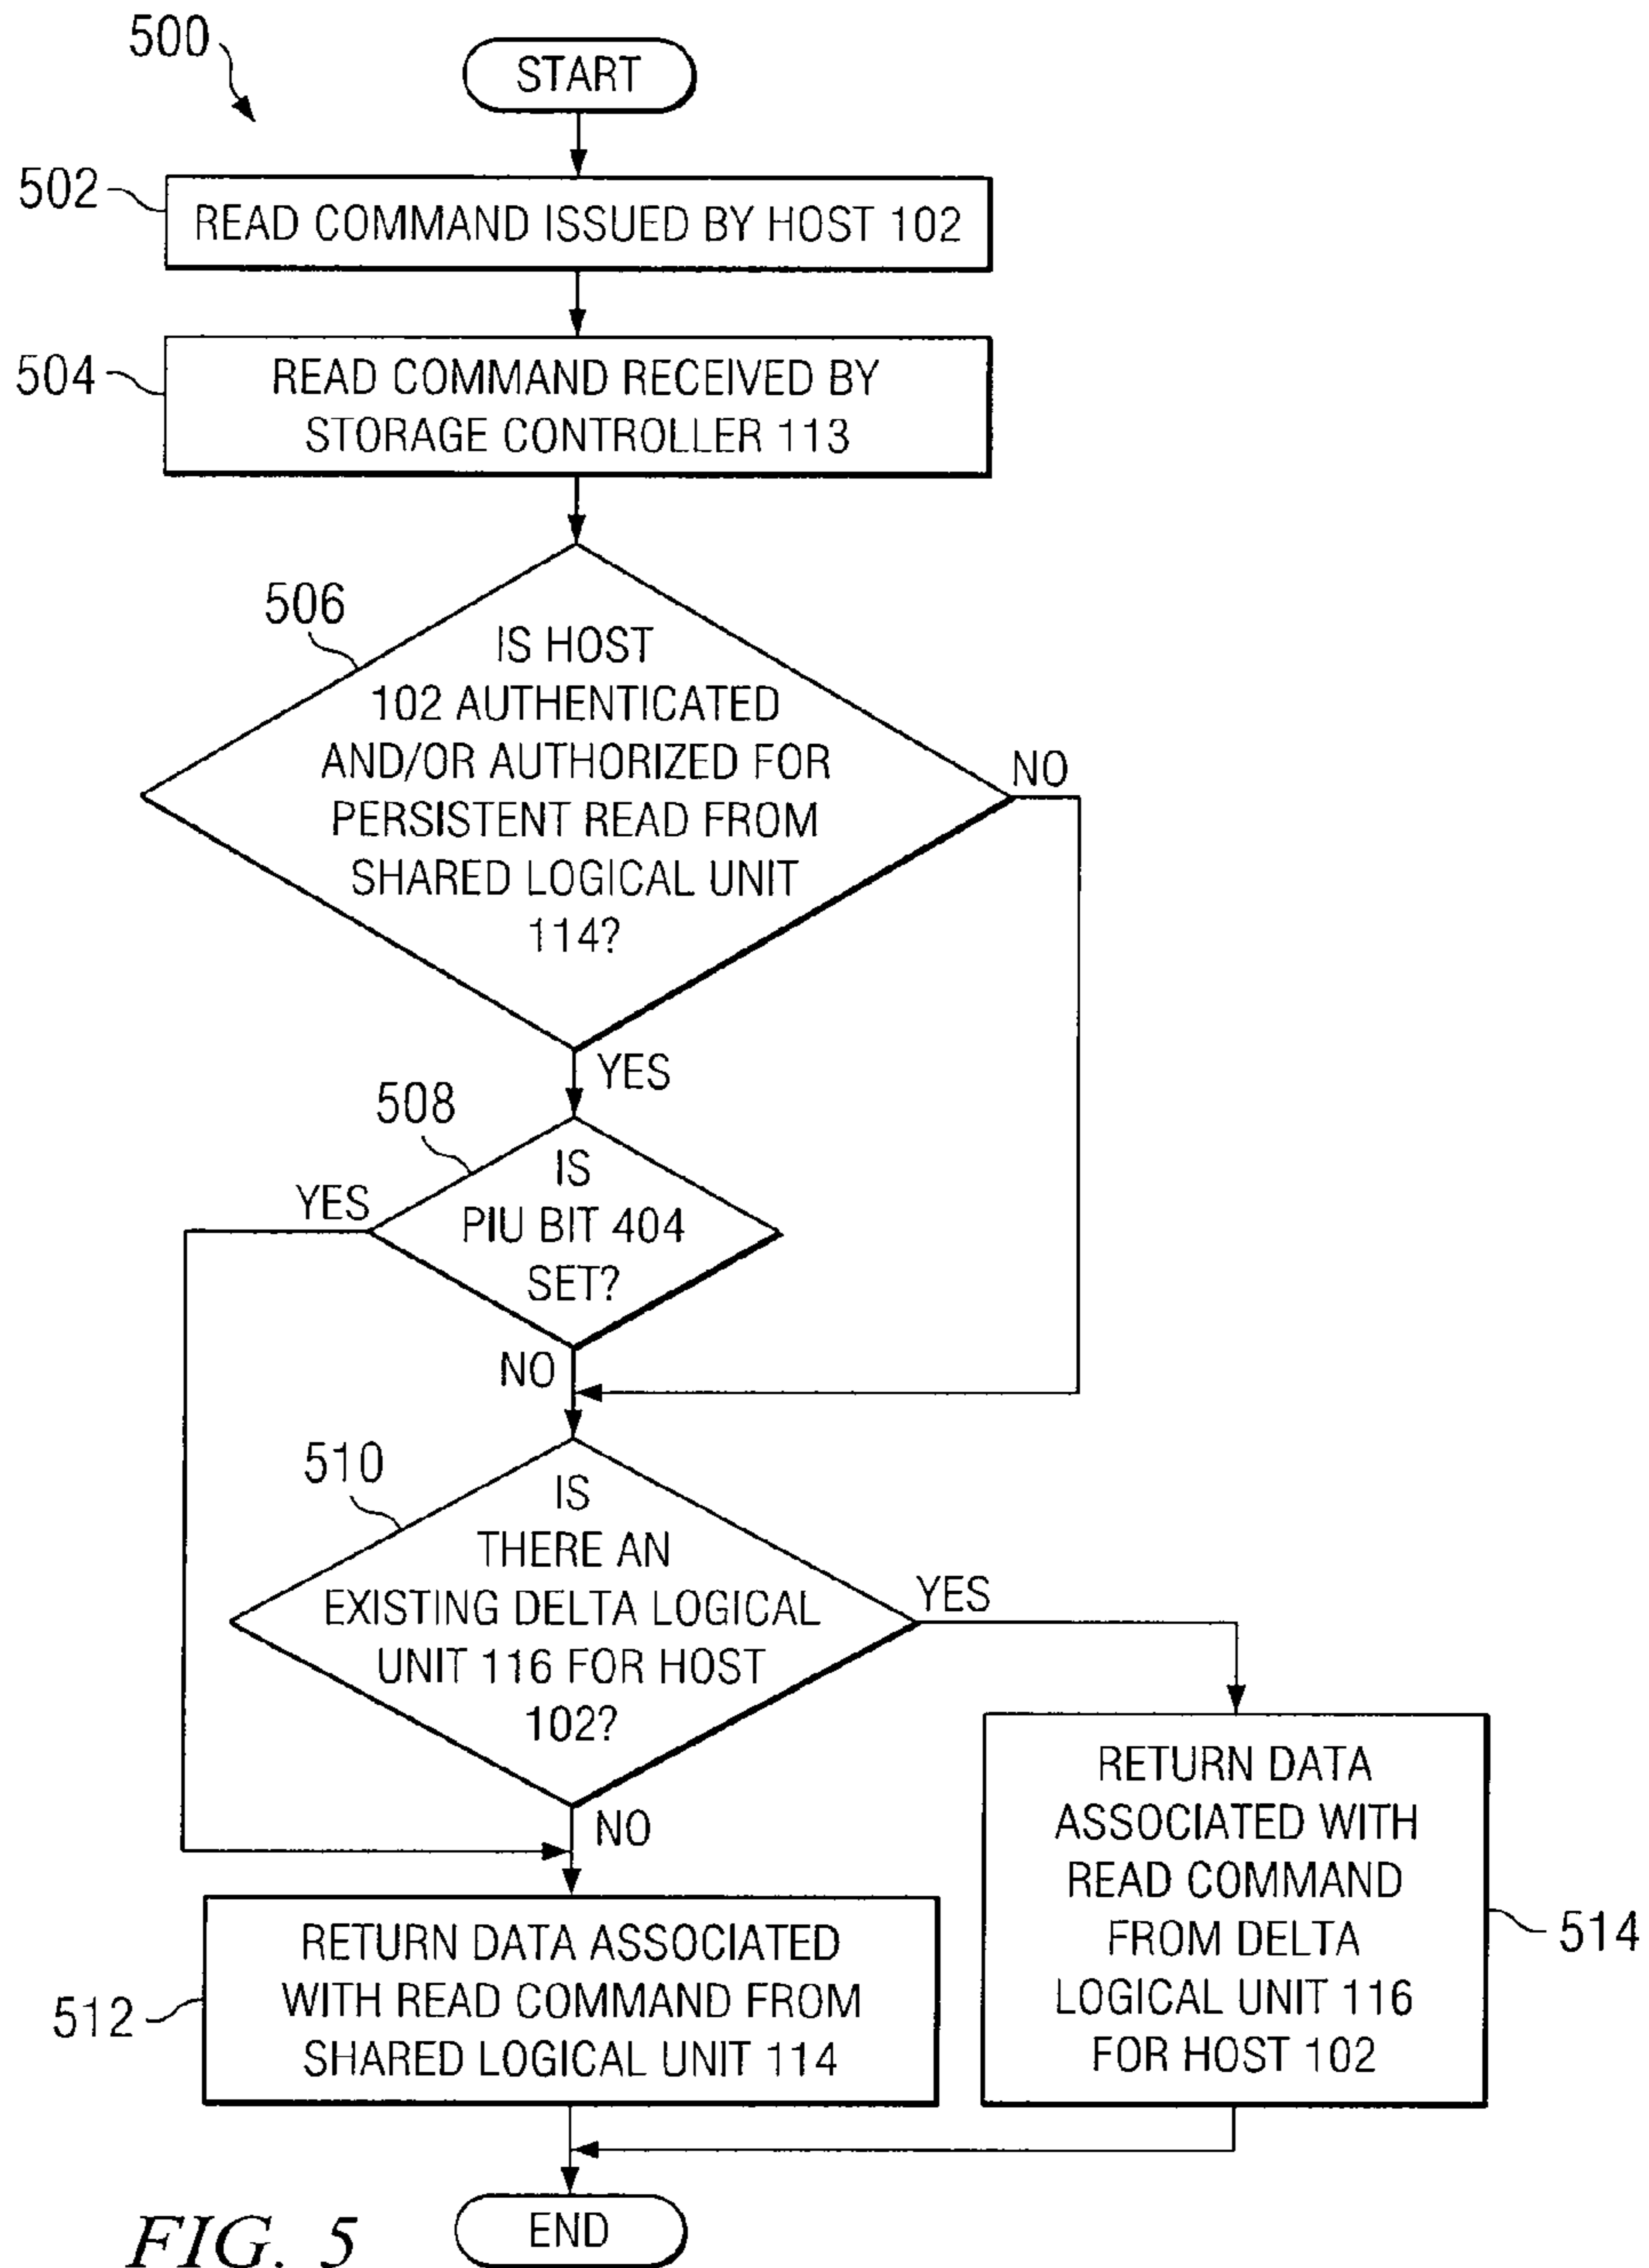 500
START
502
READ COMMAND ISSUED BY HOST 102
504
READ COMMAND RECEIVED BY
STORAGE CONTROLLER 113
506
IS HOST
102 AUTHENTICATED
AND/OR AUTHORIZED FOR
PERSISTENT READ FROM
SHARED LOGICAL UNIT
114?
NO
YES
508
IS
PIU BIT 404
SET?
YES
NO
510
IS
THERE AN
EXISTING DELTA LOGICAL
UNIT 116 FOR HOST
102?
YES
NO
RETURN DATA
ASSOCIATED WITH
READ COMMAND
FROM DELTA
LOGICAL UNIT 116
FOR HOST 102
514
512
RETURN DATA ASSOCIATED
WITH READ COMMAND FROM
SHARED LOGICAL UNIT 114
END
FIG. 5